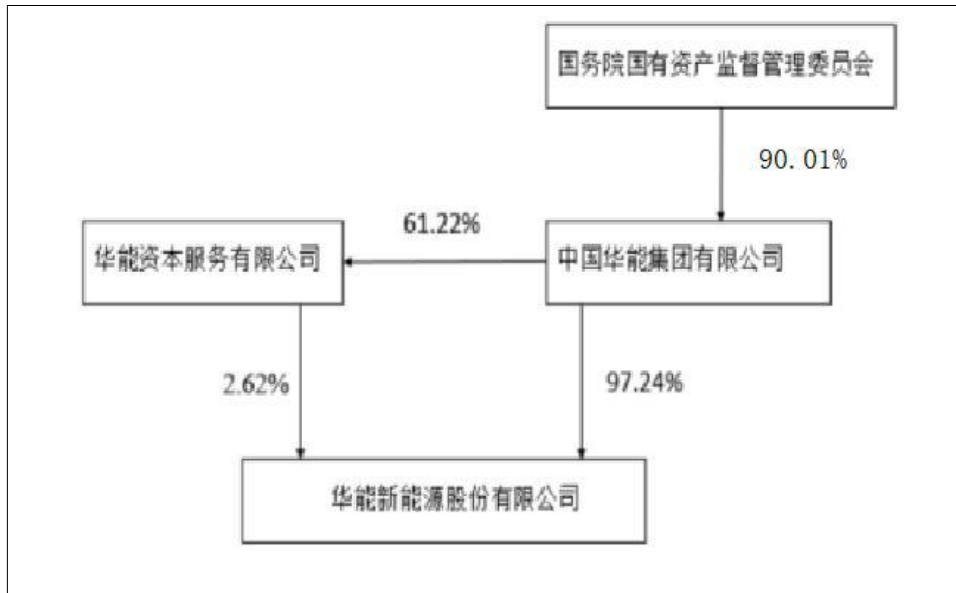 国务院国有资产监督管理委员会
90.01%
61.22%
华能资本服务有限公司
中国华能集团有限公司
2.62%
97.24%
华能新能源股份有限公司